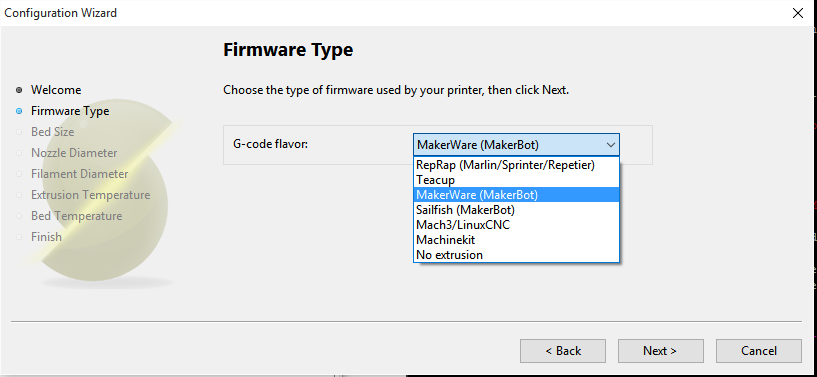 Configuration Wizard
Firmware Type
Welcome
Choose the type of firmware used by your printer, then click Next.
Firmware Type
Bed Size
Nozzle Diameter
Filament Diameter
Extrusion Temperature
Bed Temperature
Finish
G-code flavor:
MakerWare (MakerBot)
RepRap (Marlin/Sprinter/Repetier)
Teacup
MakerWare (MakerBot)
Sailfish (MakerBot)
Mach3/LinuxCNC
Machinekit
No extrusion
< Back
Next >
Cancel